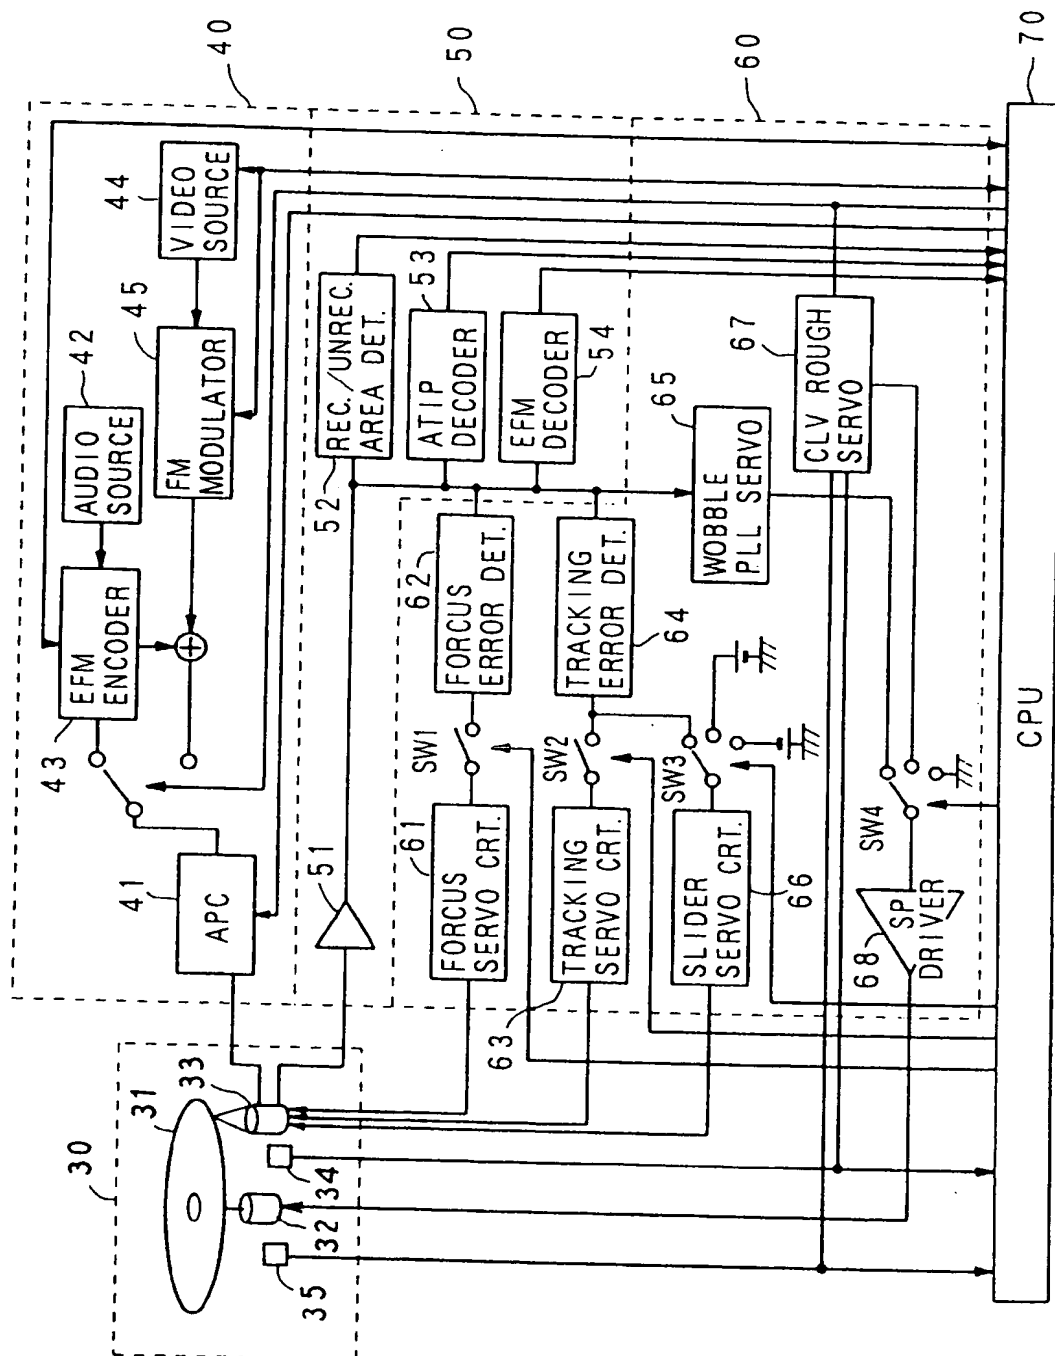 40
50
60
70
VIDEO
SOURCE
44
FM
MODULATOR
45
AUDIO
SOURCE
42
EFM
ENCODER
43
APC
41
REC./UNREC.
AREA DET.
52
ATIP
DECODER
53
EFM
DECODER
54
51
FORCUS
ERROR DET.
62
SW1
FORCUS
SERVO CRT.
61
TRACKING
ERROR DET.
64
SW2
TRACKING
SERVO CRT.
63
SW3
SLIDER
SERVO CRT.
66
WOBBLE
PLL SERVO
65
CLV ROUGH
SERVO
67
SW4
SP
DRIVER
68
30
31
33
34
32
35
CPU